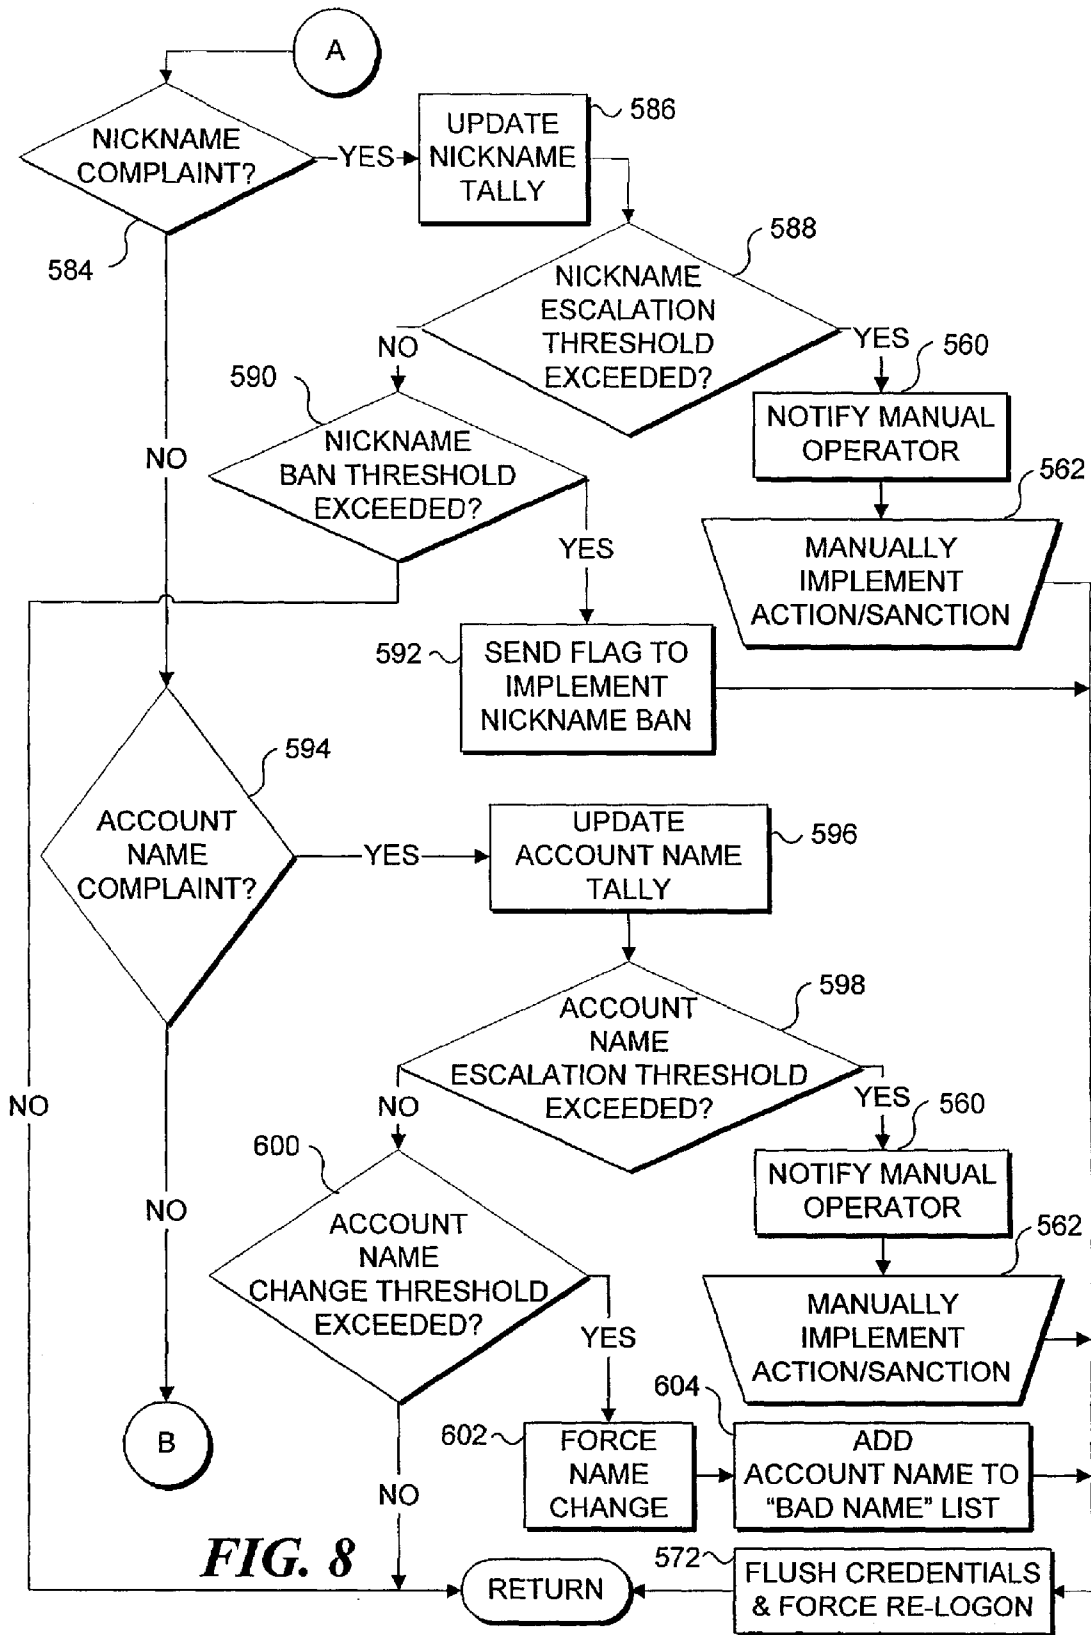 A
NICKNAME
COMPLAINT?
584
YES
UPDATE
NICKNAME
TALLY
586
NICKNAME
ESCALATION
THRESHOLD
EXCEEDED?
588
NO
YES
560
NOTIFY MANUAL
OPERATOR
590
NICKNAME
BAN THRESHOLD
EXCEEDED?
NO
562
MANUALLY
IMPLEMENT
ACTION/SANCTION
YES
592
SEND FLAG TO
IMPLEMENT
NICKNAME BAN
594
ACCOUNT
NAME
COMPLAINT?
YES
UPDATE
ACCOUNT NAME
TALLY
596
ACCOUNT
NAME
ESCALATION THRESHOLD
EXCEEDED?
598
NO
NO
YES
560
NOTIFY MANUAL
OPERATOR
600
ACCOUNT
NAME
CHANGE THRESHOLD
EXCEEDED?
NO
562
MANUALLY
IMPLEMENT
ACTION/SANCTION
YES
B
602
FORCE
NAME
CHANGE
604
ADD
ACCOUNT NAME TO
“BAD NAME” LIST
NO
FIG. 8
572
FLUSH CREDENTIALS
& FORCE RE-LOGON
RETURN